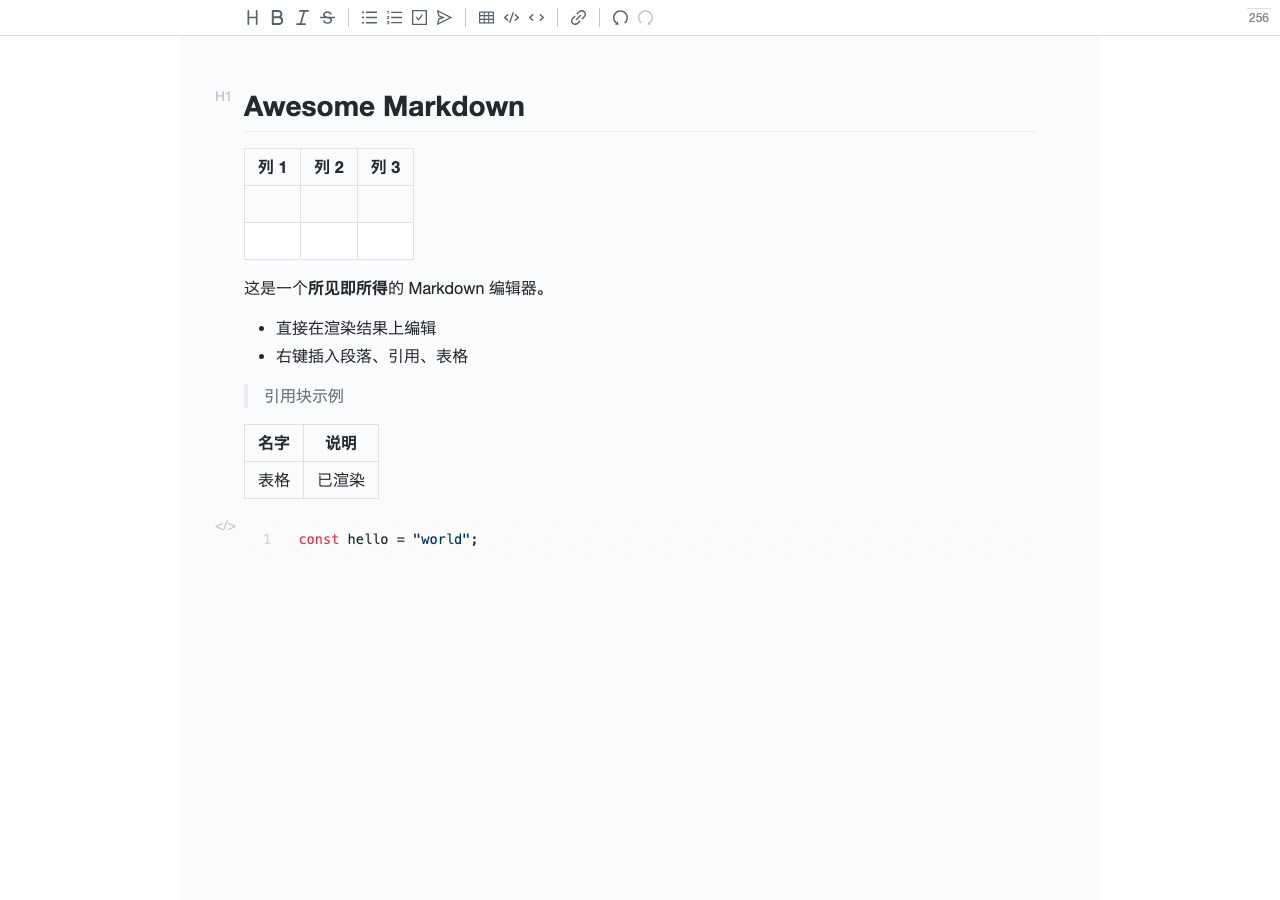 256
H1
Awesome Markdown
列 1 列 2 列 3
这是一个所见即所得的 Markdown 编辑器。
直接在渲染结果上编辑
右键插入段落、引用、表格
引用块示例
名字 说明
表格 已渲染
</>
1 const hello = "world";